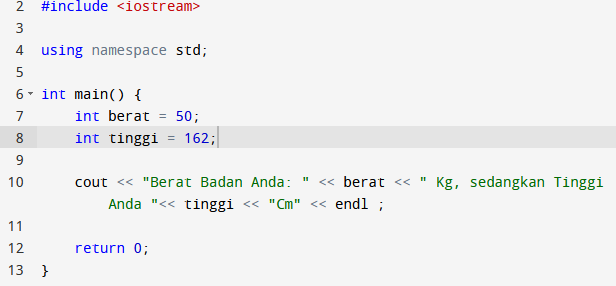 2 #include <iostream>
3
4 using namespace std;
5
6 int main() {
7     int berat = 50;
8     int tinggi = 162;
9
10     cout << "Berat Badan Anda: " << berat << " Kg, sedangkan Tinggi
        Anda "<< tinggi << "Cm" << endl ;
11
12     return 0;
13 }